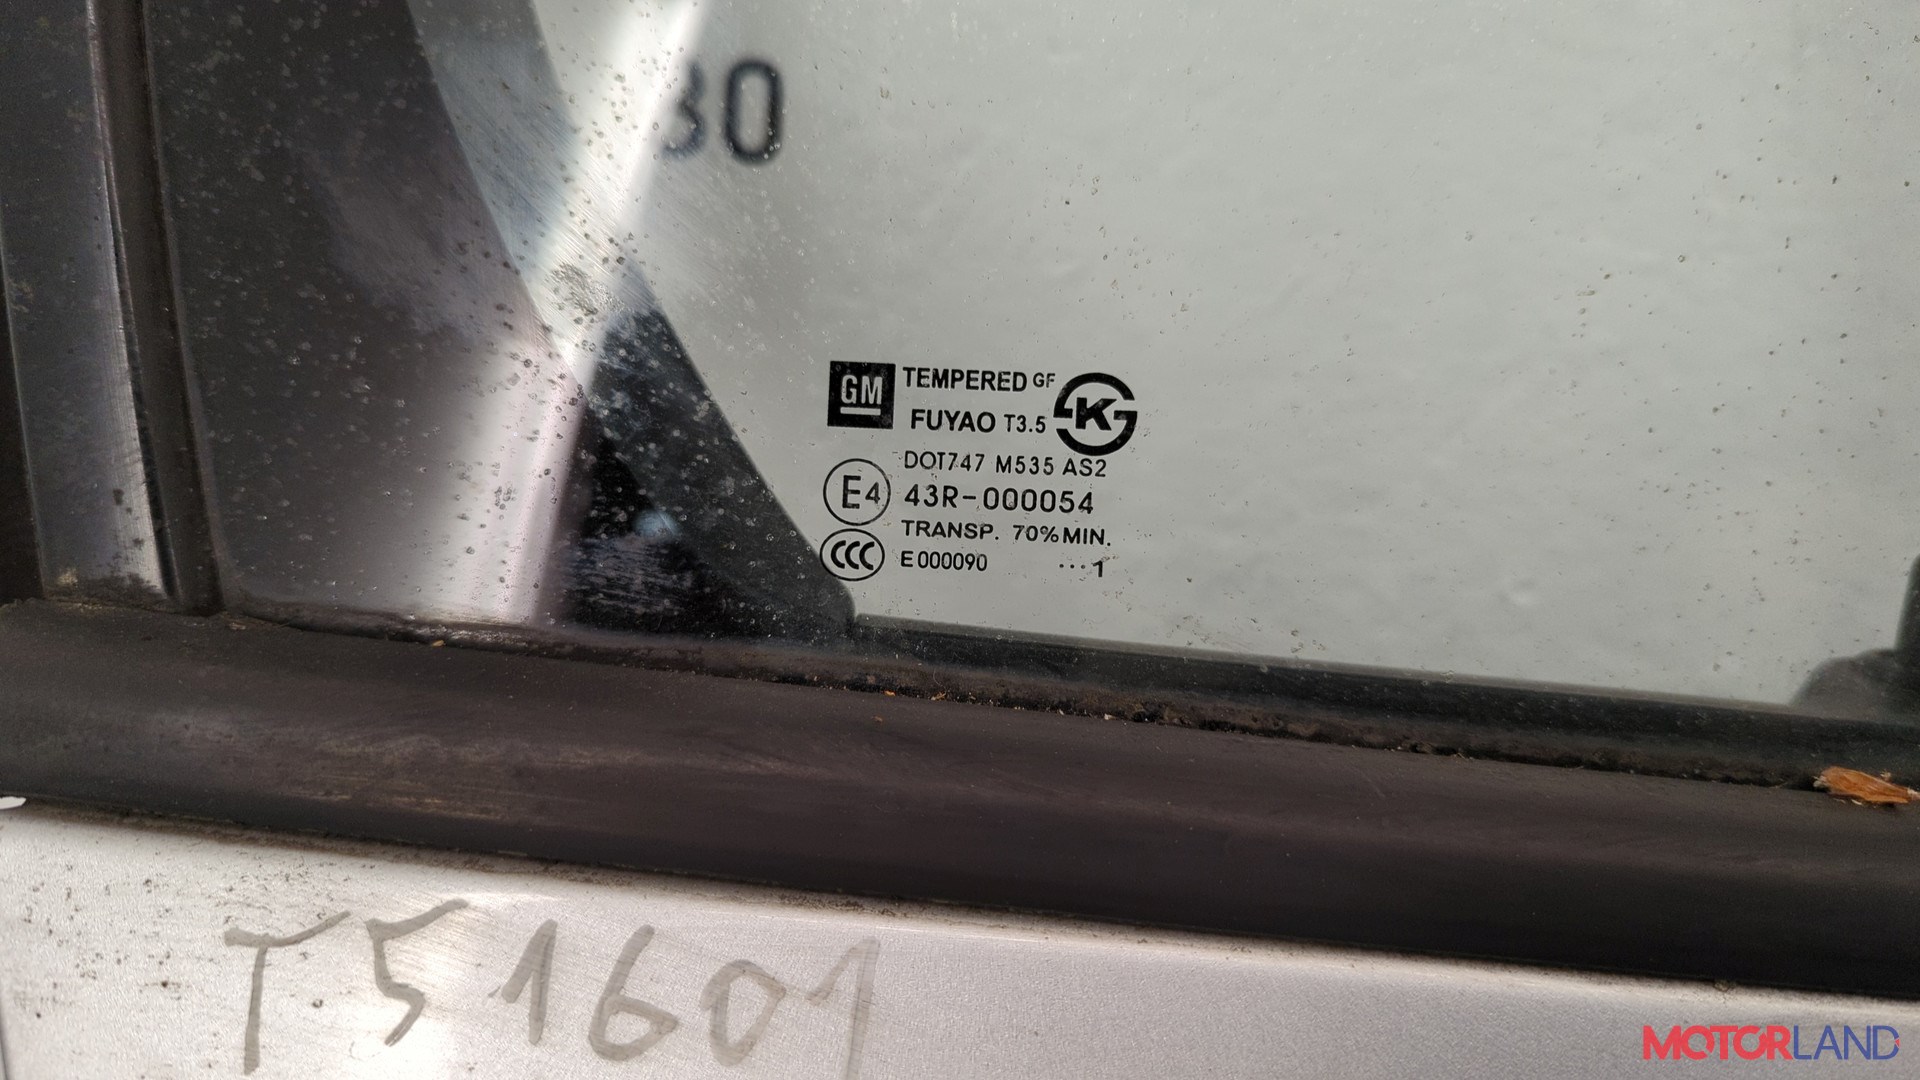 30
GM
TEMPERED GF
FUYAO T3.5
K
DOT747 M535 AS2
E4
43R-000054
TRANSP. 70% MIN.
CCC
E000090 ...1
T51601
MOTORLAND